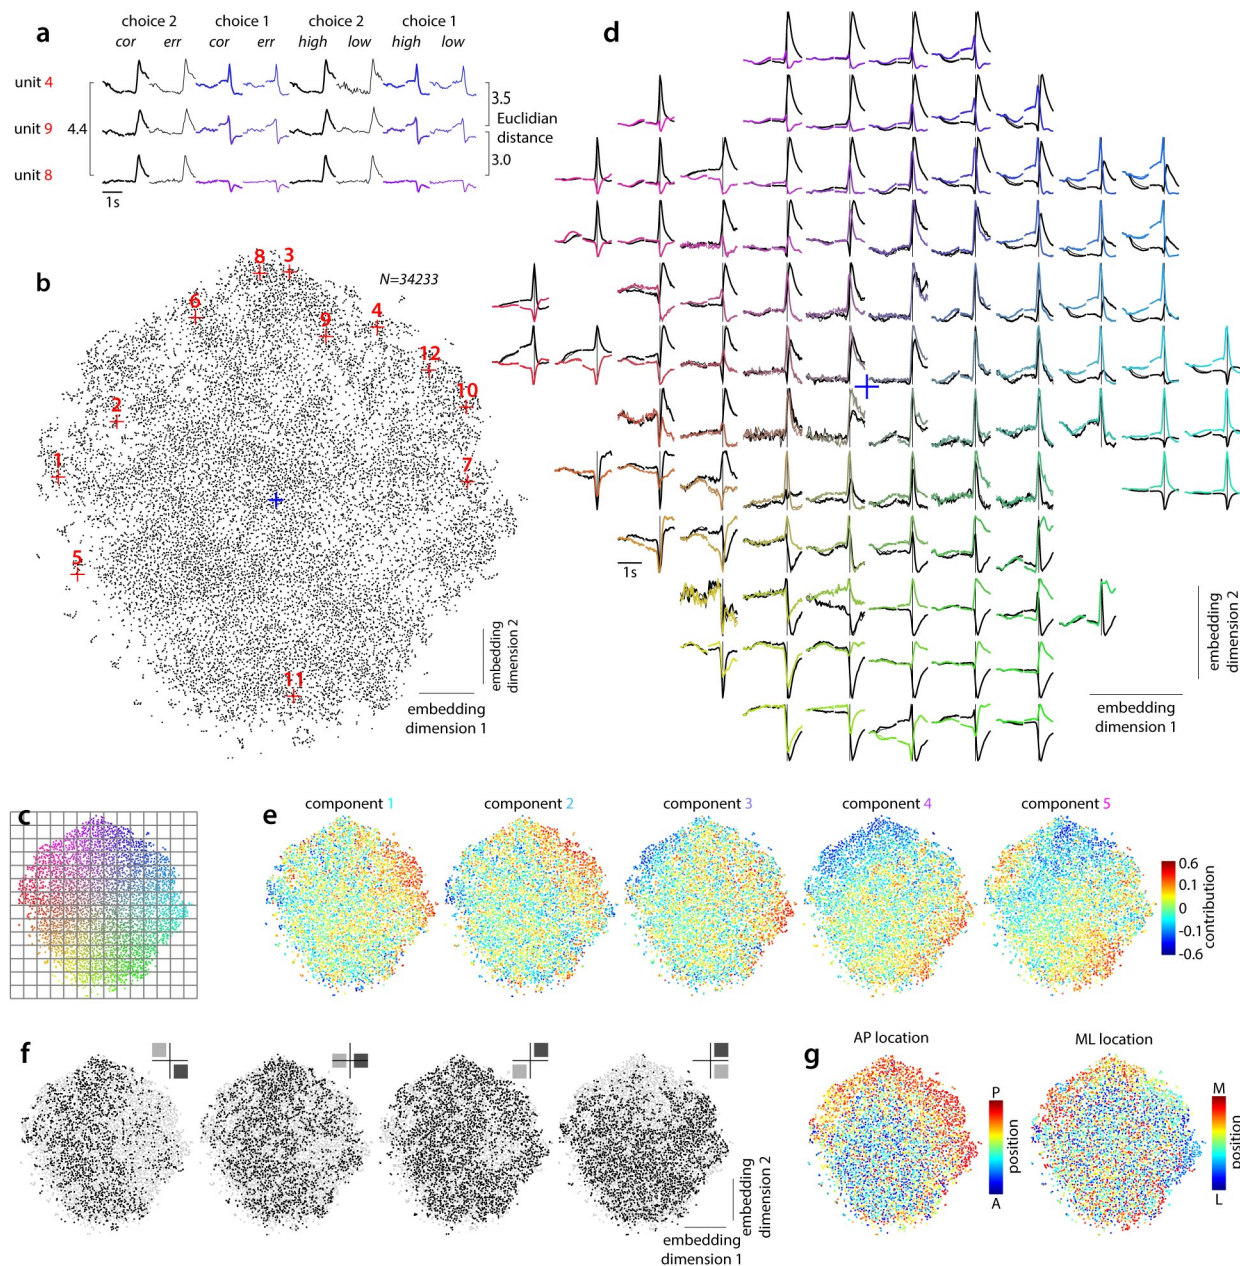 a
choice 2 choice 1 choice 2 choice 1
cor err cor err high low high low
unit 4
unit 9
unit 8
4.4
3.5
Euclidian
distance
3.0
1s
b
N=34233
8 3
6
4
9
12
10
2
1
7
5
11
embedding
dimension 2
embedding
dimension 1
c
d
1s
embedding
dimension 2
embedding
dimension 1
e
component 1 component 2 component 3 component 4 component 5
0.6
0.1
0
-0.1
-0.6
contribution
f
embedding
dimension 2
embedding
dimension 1
g
AP location ML location
P
A
position
M
L
position